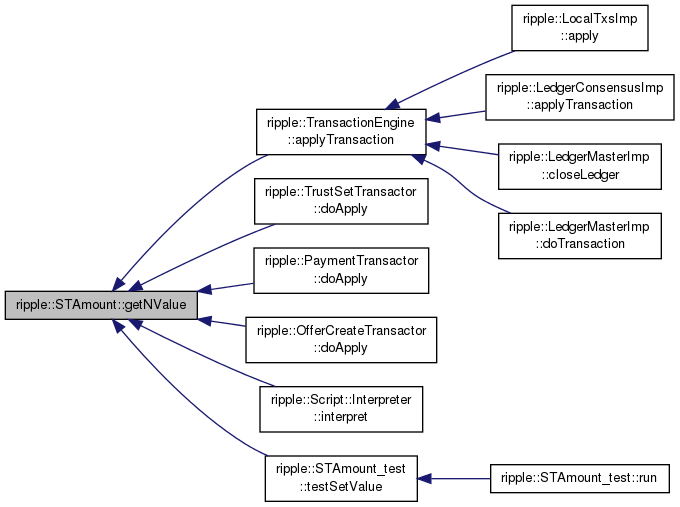 ripple::LocalTxsImp
::apply
ripple::LedgerConsensusImp
::applyTransaction
ripple::TransactionEngine
::applyTransaction
ripple::LedgerMasterImp
::closeLedger
ripple::TrustSetTransactor
::doApply
ripple::LedgerMasterImp
::doTransaction
ripple::PaymentTransactor
::doApply
ripple::STAmount::getNValue
ripple::OfferCreateTransactor
::doApply
ripple::Script::Interpreter
::interpret
ripple::STAmount_test
::testSetValue
ripple::STAmount_test::run